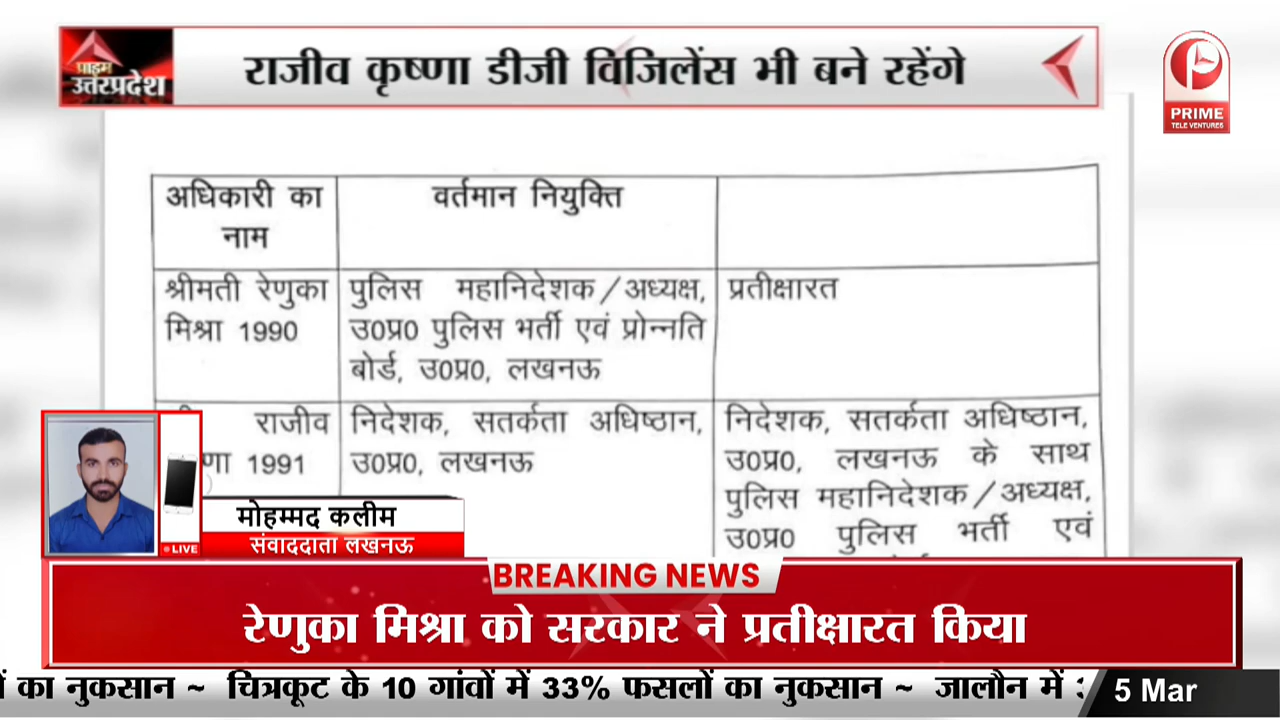 प्राइम
उत्तरप्रदेश
राजीव कृष्णा डीजी विजिलेंस भी बने रहेंगे
PRIME
TELE VENTURES
अधिकारी का
नाम
वर्तमान नियुक्ति
श्रीमती रेणुका
मिश्रा 1990
पुलिस महानिदेशक/अध्यक्ष,
उ0प्र0 पुलिस भर्ती एवं प्रोन्नति
बोर्ड, उ0प्र0, लखनऊ
प्रतीक्षारत
राजीव
णा 1991
निदेशक, सतर्कता अधिष्ठान,
उ0प्र0, लखनऊ
निदेशक, सतर्कता अधिष्ठान,
उ0प्र0, लखनऊ के साथ
पुलिस महानिदेशक/अध्यक्ष,
उ0प्र0 पुलिस भर्ती एवं
LIVE
मोहम्मद कलीम
संवाददाता लखनऊ
BREAKING NEWS
रेणुका मिश्रा को सरकार ने प्रतीक्षारत किया
का नुकसान ~ चित्रकूट के 10 गांवों में 33% फसलों का नुकसान ~ जालौन में
5 Mar